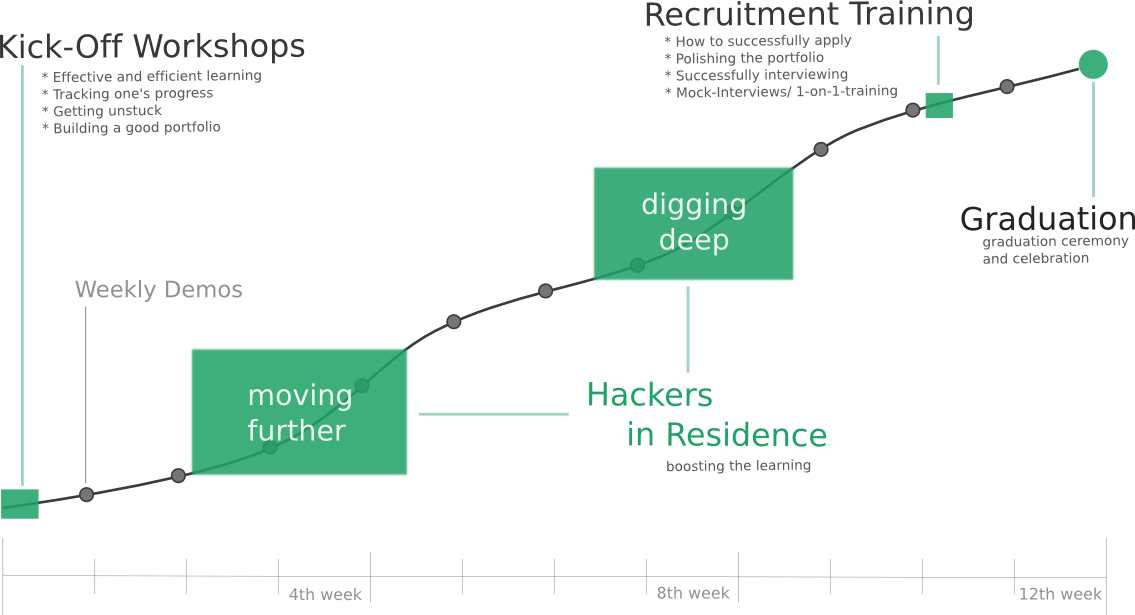 Kick-Off Workshops
* Effective and efficient learning
* Tracking one's progress
* Getting unstuck
* Building a good portfolio
Recruitment Training
* How to successfully apply
* Polishing the portfolio
* Successfully interviewing
* Mock-Interviews/ 1-on-1-training
digging
deep
Graduation
graduation ceremony
and celebration
Weekly Demos
moving
further
Hackers
in Residence
boosting the learning
4th week
8th week
12th week